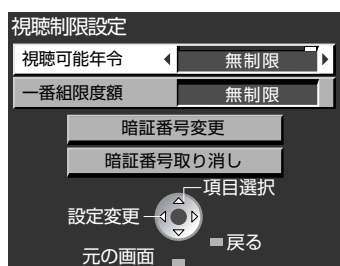 視聴制限設定
視聴可能年令 無制限
一番組限度額 無制限
暗証番号変更
暗証番号取り消し
項目選択
設定変更
戻る
元の画面